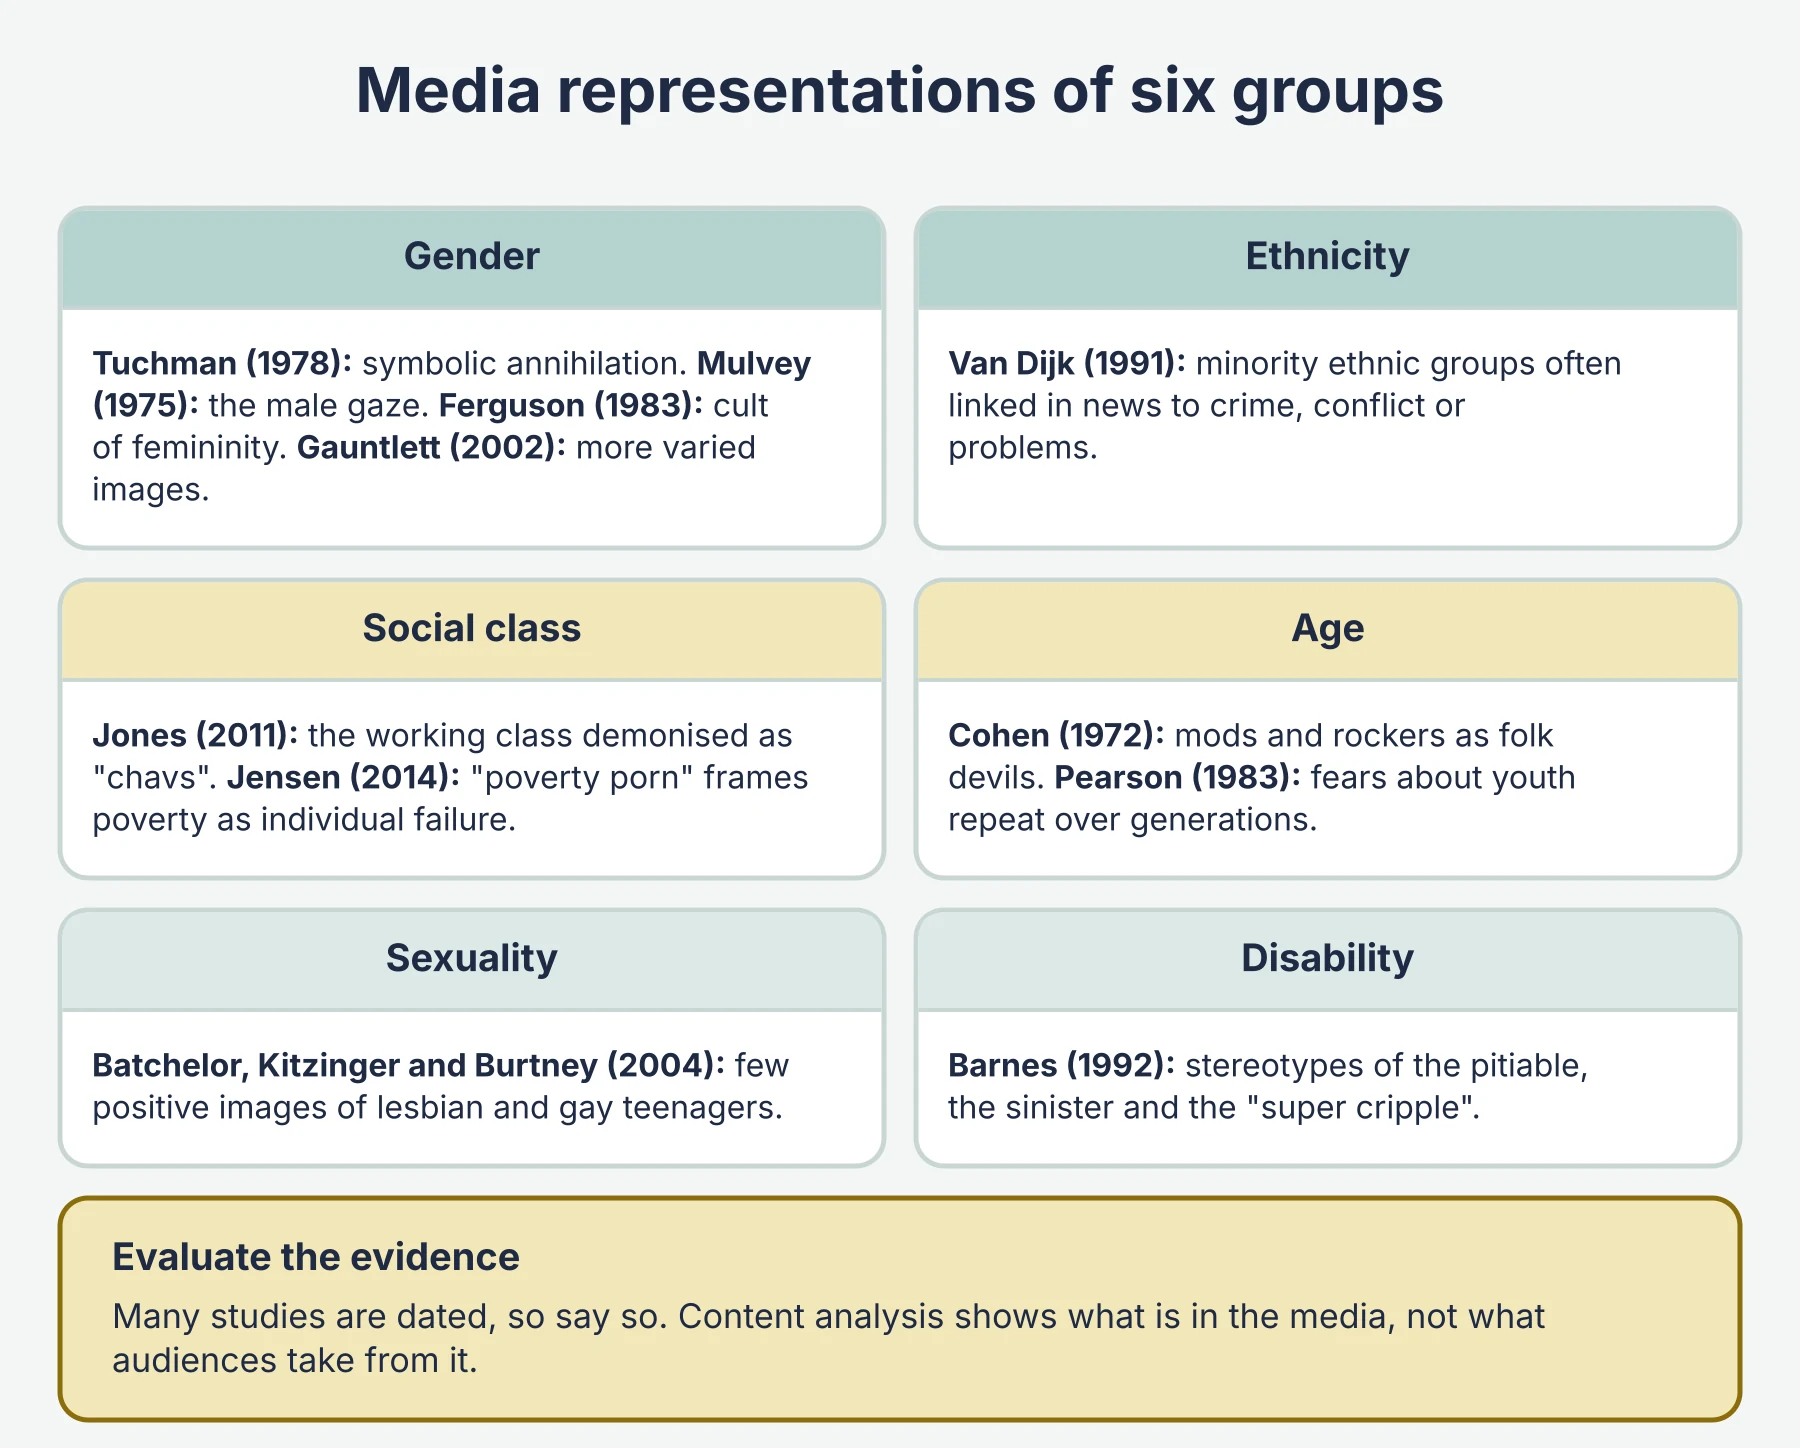 Media representations of six groups
Gender
Tuchman (1978): symbolic annihilation. Mulvey
(1975): the male gaze. Ferguson (1983): cult
of femininity. Gauntlett (2002): more varied
images.
Ethnicity
Van Dijk (1991): minority ethnic groups often
linked in news to crime, conflict or
problems.
Social class
Jones (2011): the working class demonised as
"chavs". Jensen (2014): "poverty porn" frames
poverty as individual failure.
Age
Cohen (1972): mods and rockers as folk
devils. Pearson (1983): fears about youth
repeat over generations.
Sexuality
Batchelor, Kitzinger and Burtney (2004): few
positive images of lesbian and gay teenagers.
Disability
Barnes (1992): stereotypes of the pitiable,
the sinister and the "super cripple".
Evaluate the evidence
Many studies are dated, so say so. Content analysis shows what is in the media, not what
audiences take from it.